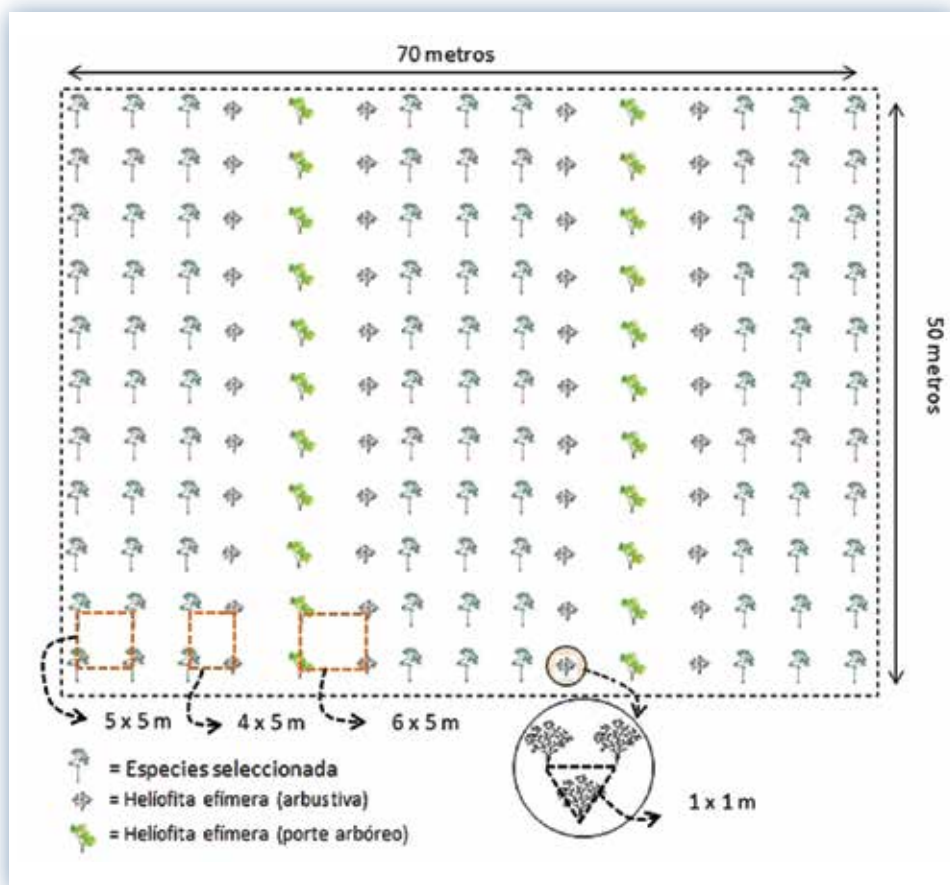 70 metros
50 metros
5 x 5 m
4 x 5 m
6 x 5 m
= Especies seleccionada
= Heliófita efímera (arbustiva)
= Heliófita efímera (porte arbóreo)
1 x 1 m